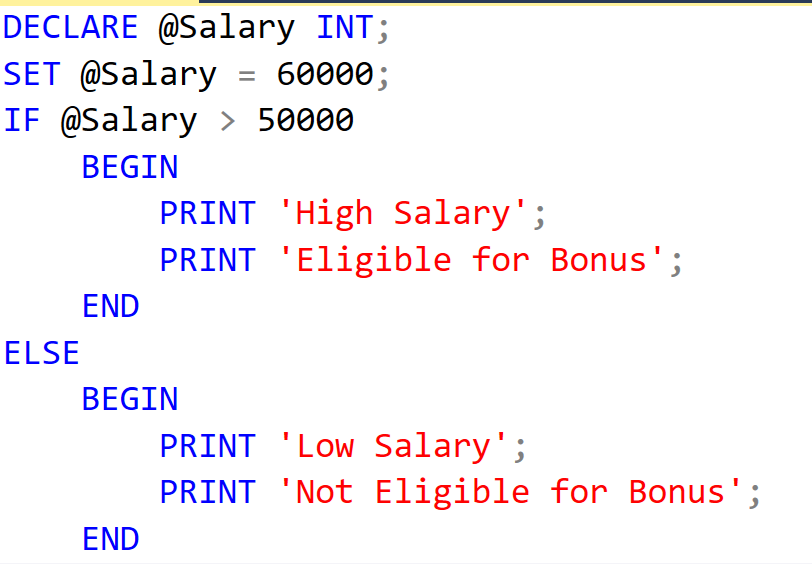 DECLARE @Salary INT;
SET @Salary = 60000;
IF @Salary > 50000
    BEGIN
        PRINT 'High Salary';
        PRINT 'Eligible for Bonus';
    END
ELSE
    BEGIN
        PRINT 'Low Salary';
        PRINT 'Not Eligible for Bonus';
    END